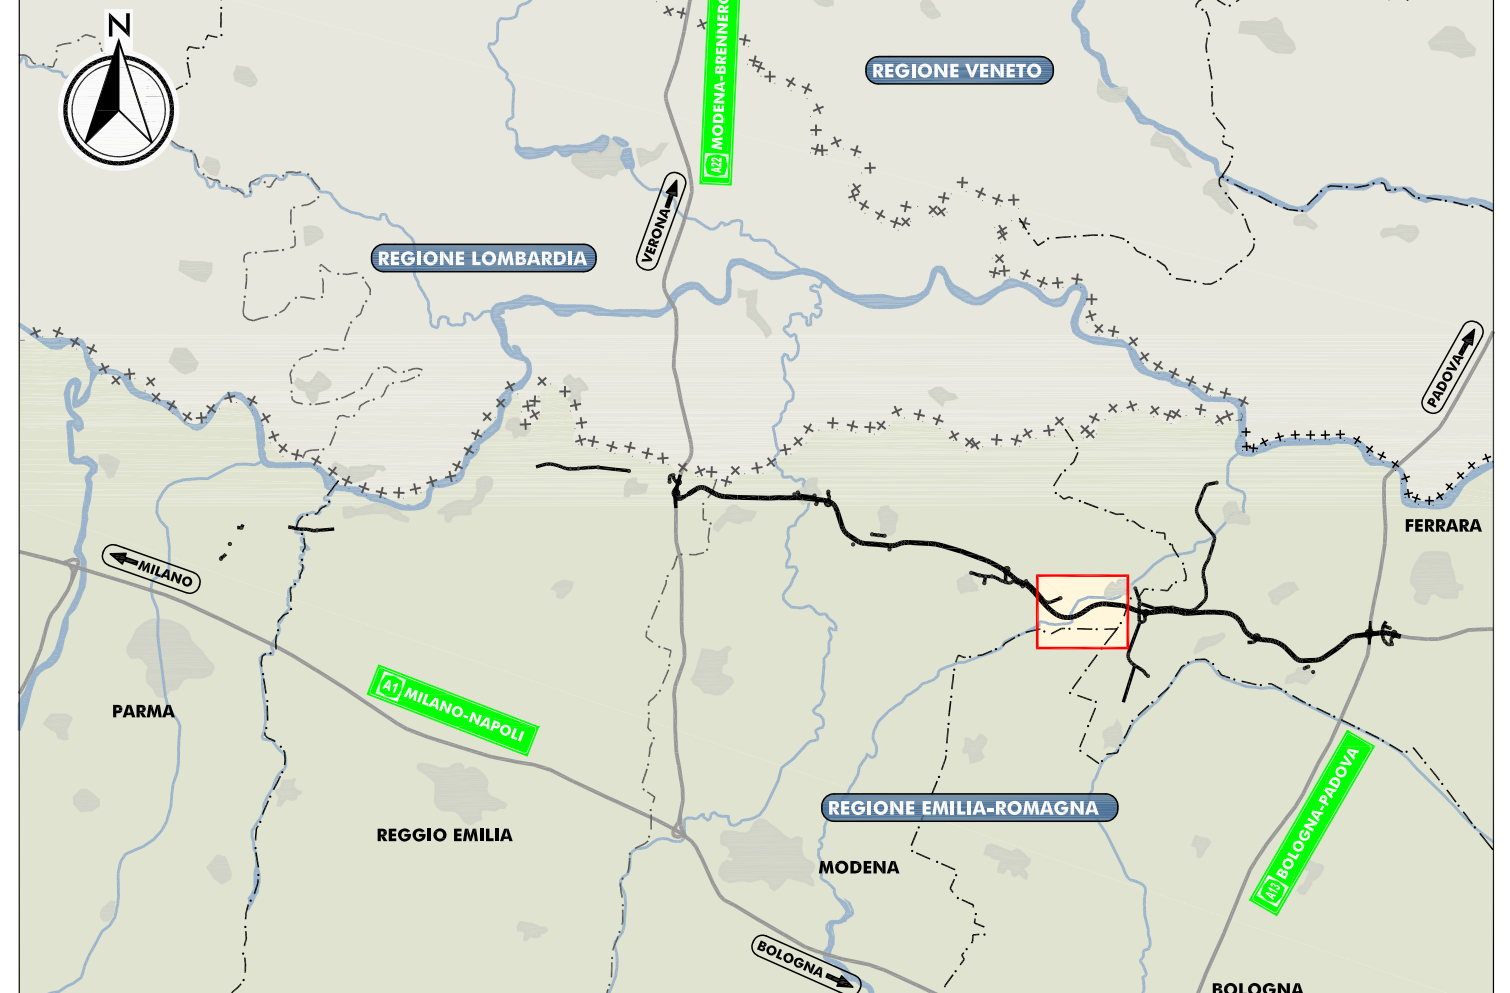 N
A22 MODENA-BRENNERO
REGIONE VENETO
VERONA
REGIONE LOMBARDIA
PADOVA
FERRARA
MILANO
PARMA
A1 MILANO-NAPOLI
REGIONE EMILIA-ROMAGNA
A13 BOLOGNA-PADOVA
REGGIO EMILIA
MODENA
BOLOGNA
BOLOGNA